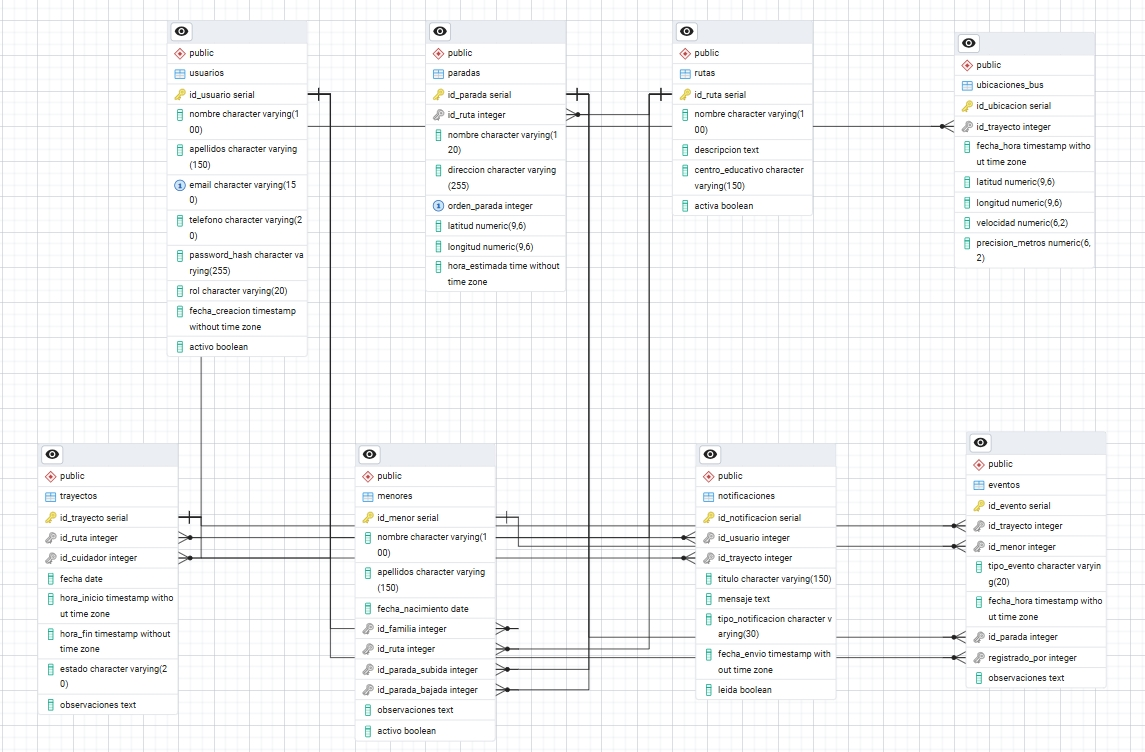 public
usuarios
id_usuario serial
nombre character varying(1
00)
apellidos character varying
(150)
email character varying(15
0)
telefono character varying(2
0)
password_hash character va
rying(255)
rol character varying(20)
fecha_creacion timestamp
without time zone
activo boolean
public
paradas
id_parada serial
id_ruta integer
nombre character varying(1
20)
direccion character varying
(255)
orden_parada integer
latitud numeric(9,6)
longitud numeric(9,6)
hora_estimada time without
time zone
public
rutas
id_ruta serial
nombre character varying(1
00)
descripcion text
centro_educativo character
varying(150)
activa boolean
public
ubicaciones_bus
id_ubicacion serial
id_trayecto integer
fecha_hora timestamp witho
ut time zone
latitud numeric(9,6)
longitud numeric(9,6)
velocidad numeric(6,2)
precision_metros numeric(6,
2)
public
trayectos
id_trayecto serial
id_ruta integer
id_cuidador integer
fecha date
hora_inicio timestamp witho
ut time zone
hora_fin timestamp without
time zone
estado character varying(2
0)
observaciones text
public
menores
id_menor serial
nombre character varying(1
00)
apellidos character varying
(150)
fecha_nacimiento date
id_familia integer
id_ruta integer
id_parada_subida integer
id_parada_bajada integer
observaciones text
activo boolean
public
notificaciones
id_notificacion serial
id_usuario integer
id_trayecto integer
titulo character varying(150)
mensaje text
tipo_notificacion character v
arying(30)
fecha_envio timestamp with
out time zone
leida boolean
public
eventos
id_evento serial
id_trayecto integer
id_menor integer
tipo_evento character varyin
g(20)
fecha_hora timestamp witho
ut time zone
id_parada integer
registrado_por integer
observaciones text